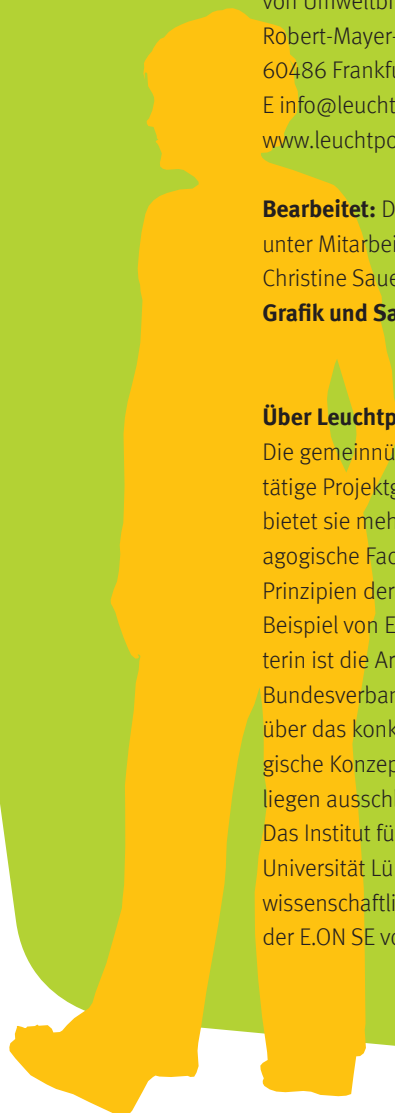 von Umweltbi
Robert-Mayer-
60486 Frankfu
E info@leucht
www.leuchtpo
Bearbeitet: D
unter Mitarbei
Christine Saue
Grafik und Sa
Über Leuchtp
Die gemeinnü
tätige Projektg
bietet sie meh
agogische Fac
Prinzipien der
Beispiel von E
terin ist die Ar
Bundesverban
über das konk
gische Konzep
liegen ausschl
Das Institut fü
Universität Lü
wissenschaftli
der E.ON SE vo